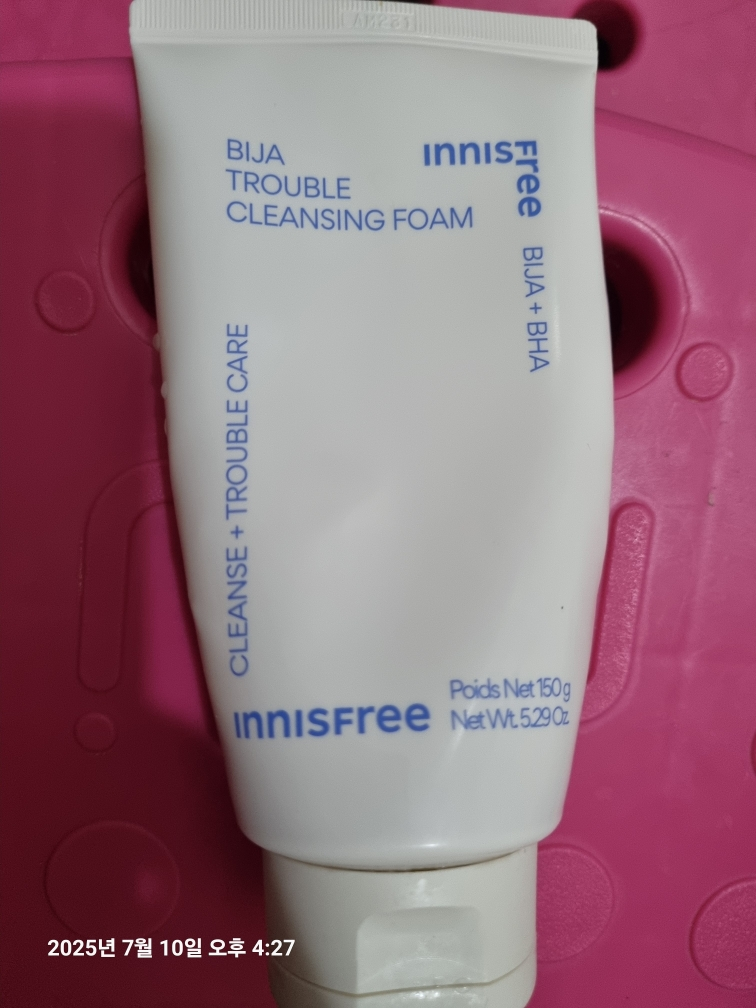 BIJA
TROUBLE
CLEANSING FOAM
innisfree
BIJA + BHA
CLEANSE + TROUBLE CARE
innisfree
Poids Net 150 g
Net Wt. 5.29 Oz
2025년 7월 10일 오후 4:27